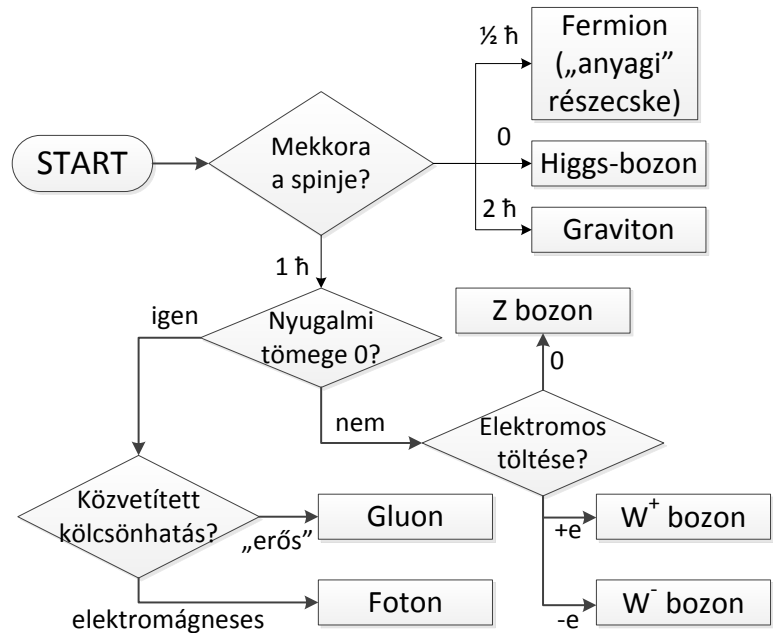 ½ ħ
Fermion
(„anyagi”
részecske)
START
Mekkora
a spinje?
0
Higgs-bozon
2 ħ
Graviton
1 ħ
igen
Nyugalmi
tömege 0?
Z bozon
0
nem
Elektromos
töltése?
Közvetített
kölcsönhatás?
„erős”
Gluon
+e
W⁺ bozon
elektromágneses
Foton
-e
W⁻ bozon